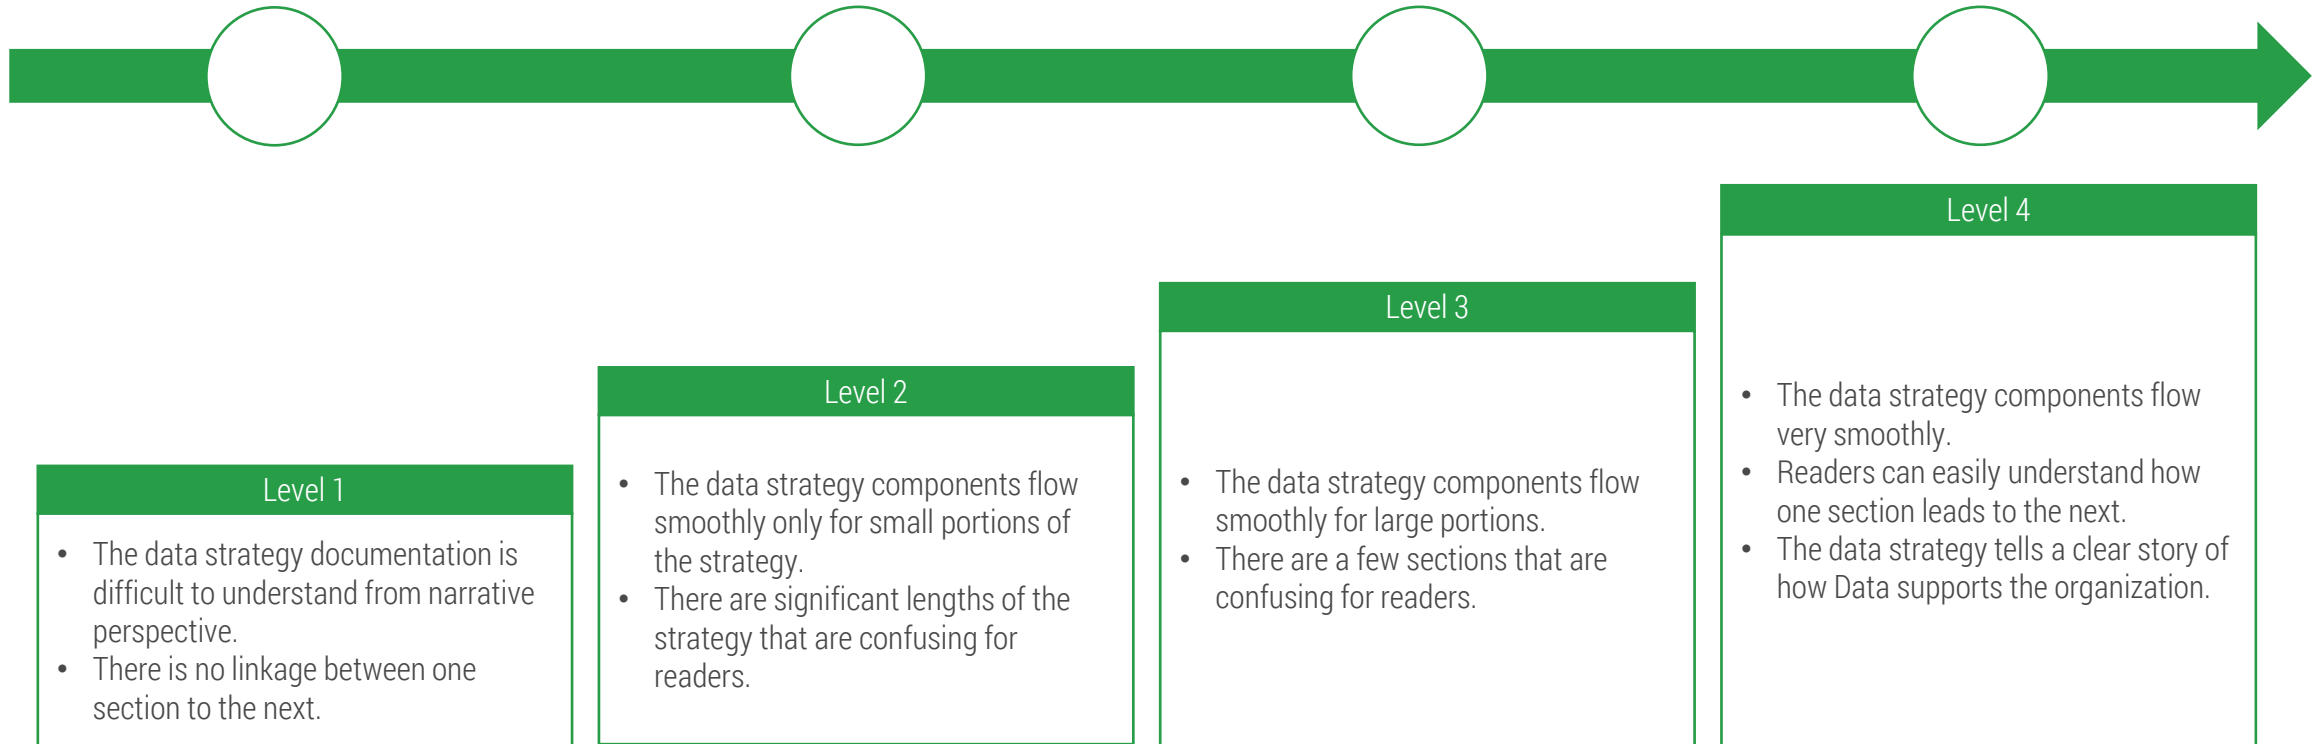 Level 1
• The data strategy documentation is
difficult to understand from narrative
perspective.
• There is no linkage between one
section to the next.
Level 2
• The data strategy components flow
smoothly only for small portions of
the strategy.
• There are significant lengths of the
strategy that are confusing for
readers.
Level 3
• The data strategy components flow
smoothly for large portions.
• There are a few sections that are
confusing for readers.
Level 4
• The data strategy components flow
very smoothly.
• Readers can easily understand how
one section leads to the next.
• The data strategy tells a clear story of
how Data supports the organization.